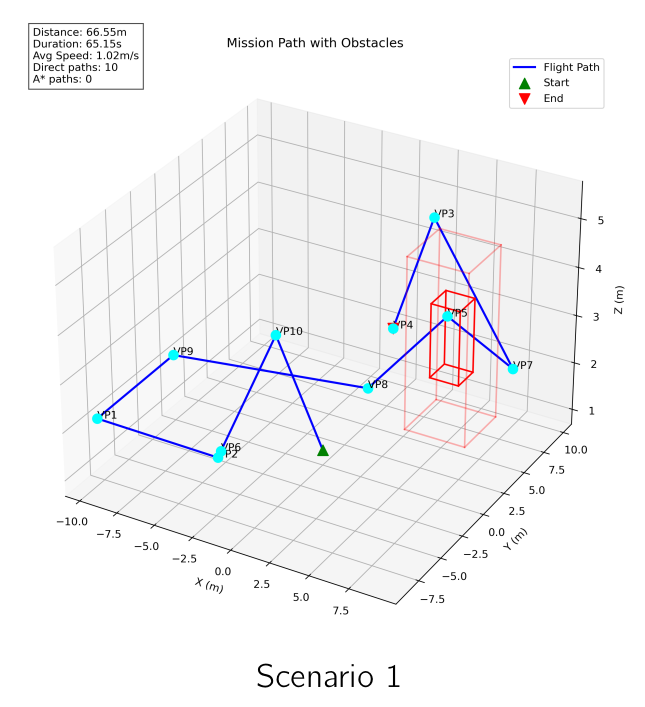 Distance: 66.55m
Duration: 65.15s
Avg Speed: 1.02m/s
Direct paths: 10
A* paths: 0
Mission Path with Obstacles
Flight Path
Start
End
VP3
VP4
VP5
VP7
VP10
VP9
VP8
VP1
VP6
P2
5
4
3
2
1
Z (m)
10.0
7.5
5.0
2.5
0.0
−2.5
−5.0
−7.5
Y (m)
−10.0
−7.5
−5.0
−2.5
0.0
2.5
5.0
7.5
X (m)
Scenario 1